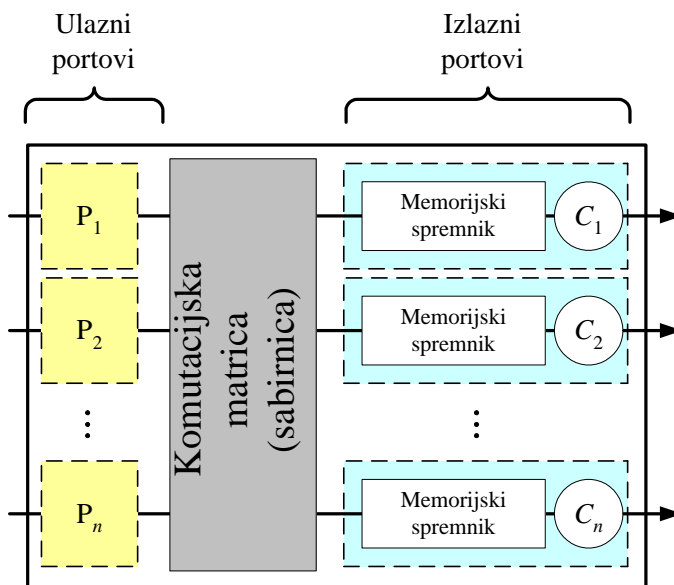 Ulazni
portovi
Izlazni
portovi
P1
Memorijski
spremnik
C1
P2
Memorijski
spremnik
C2
Komutacijska
matrica
(sabirnica)
Pn
Memorijski
spremnik
Cn